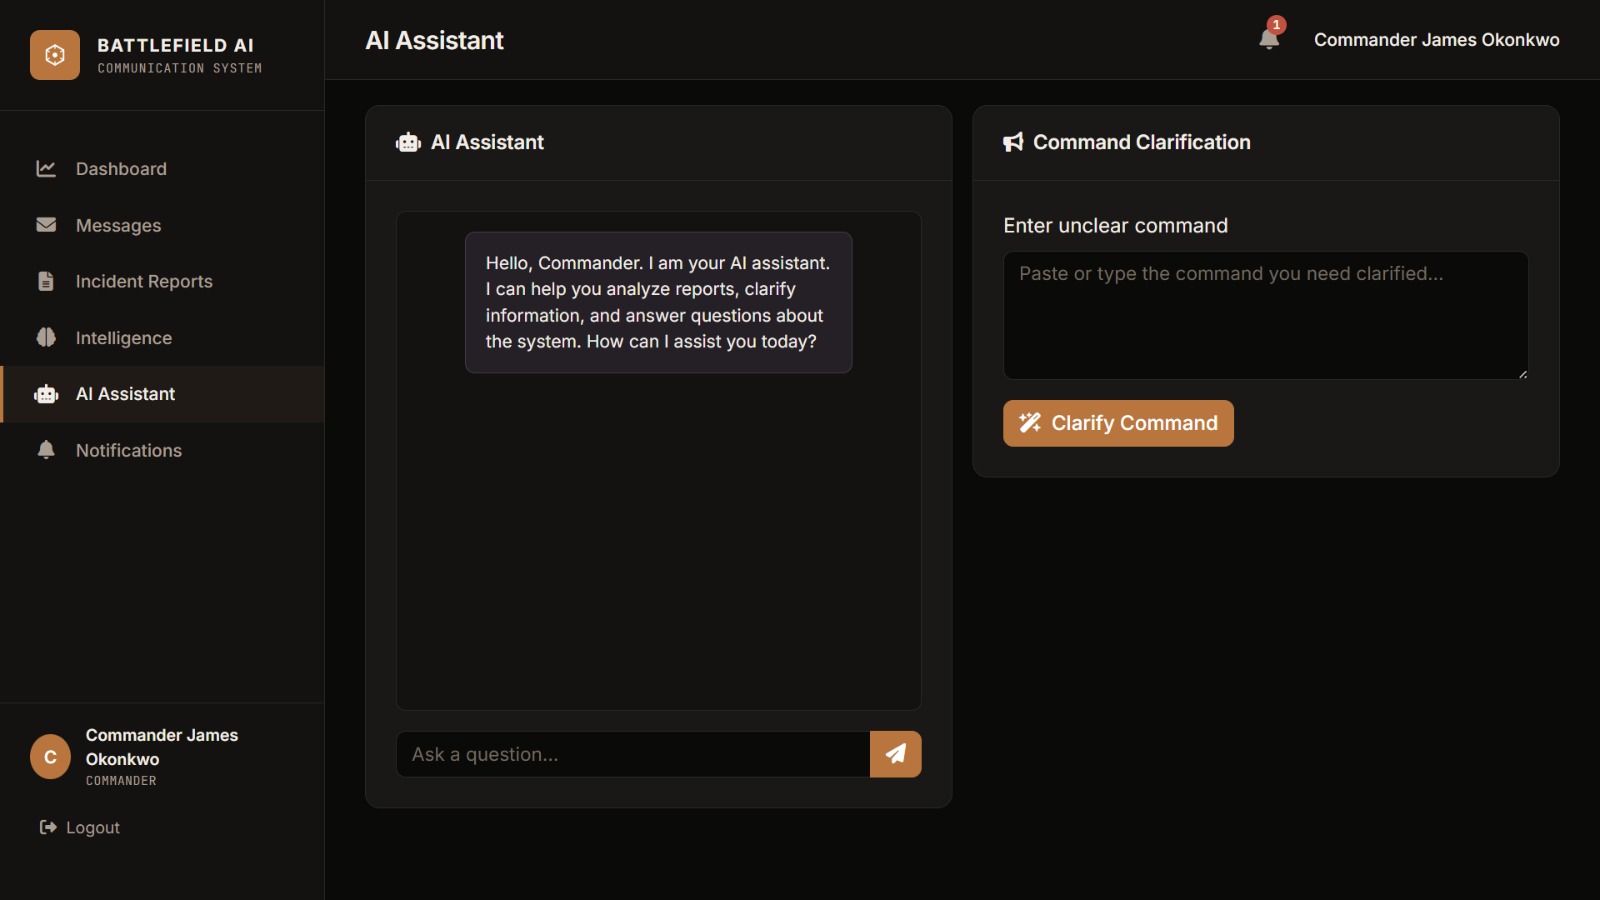 BATTLEFIELD AI
COMMUNICATION SYSTEM
Dashboard
Messages
Incident Reports
Intelligence
AI Assistant
Notifications
Commander James
Okonkwo
COMMANDER
C
Logout
AI Assistant
1
Commander James Okonkwo
AI Assistant
Hello, Commander. I am your AI assistant.
I can help you analyze reports, clarify
information, and answer questions about
the system. How can I assist you today?
Ask a question...
Command Clarification
Enter unclear command
Paste or type the command you need clarified...
Clarify Command